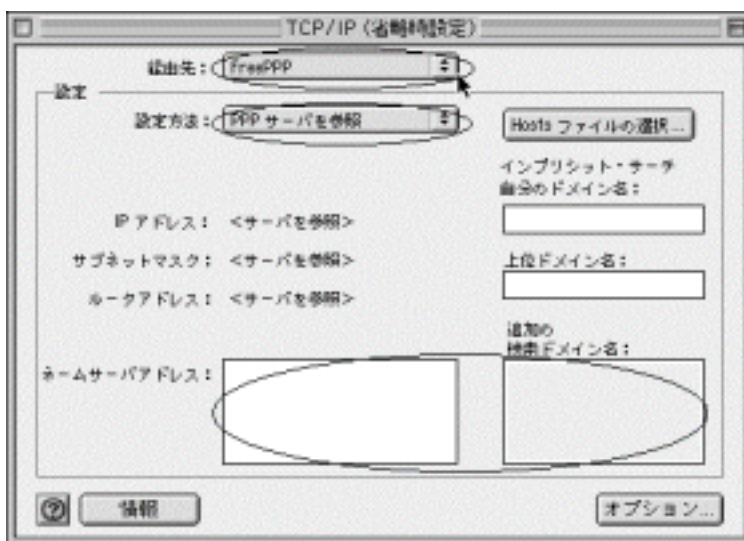 TCP/IP (省略時設定)
経由先： FreePPP
設定
設定方法： PPP サーバを参照
Hosts ファイルの選択...
インプリシット・サーチ
自分のドメイン名：
IP アドレス： <サーバを参照>
サブネットマスク： <サーバを参照>
上位ドメイン名：
ルータアドレス： <サーバを参照>
追加の
検索ドメイン名：
ネームサーバアドレス：
?
情報
オプション...